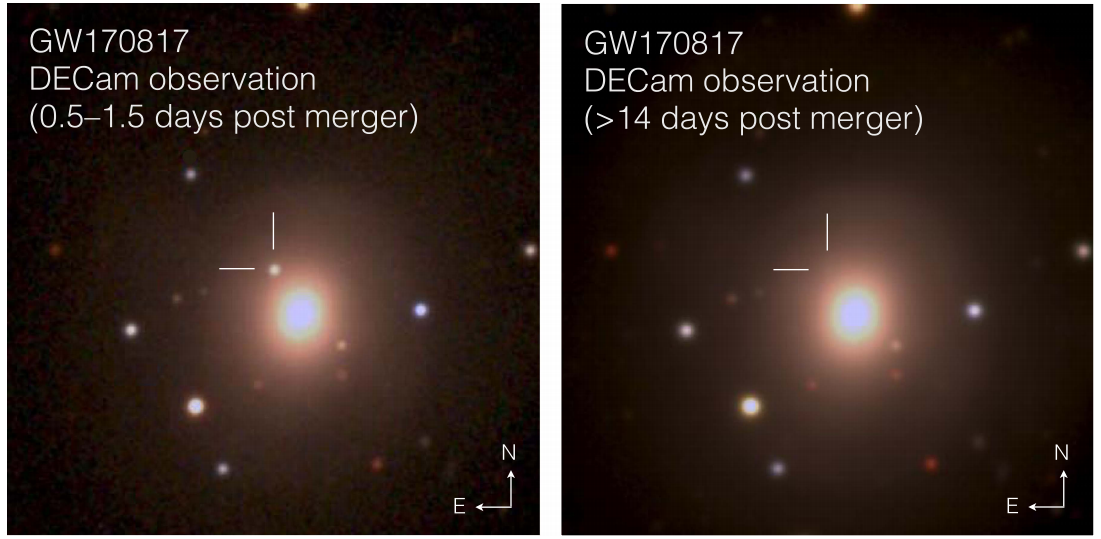 GW170817
DECam observation
(0.5–1.5 days post merger)
N
E
GW170817
DECam observation
(>14 days post merger)
N
E